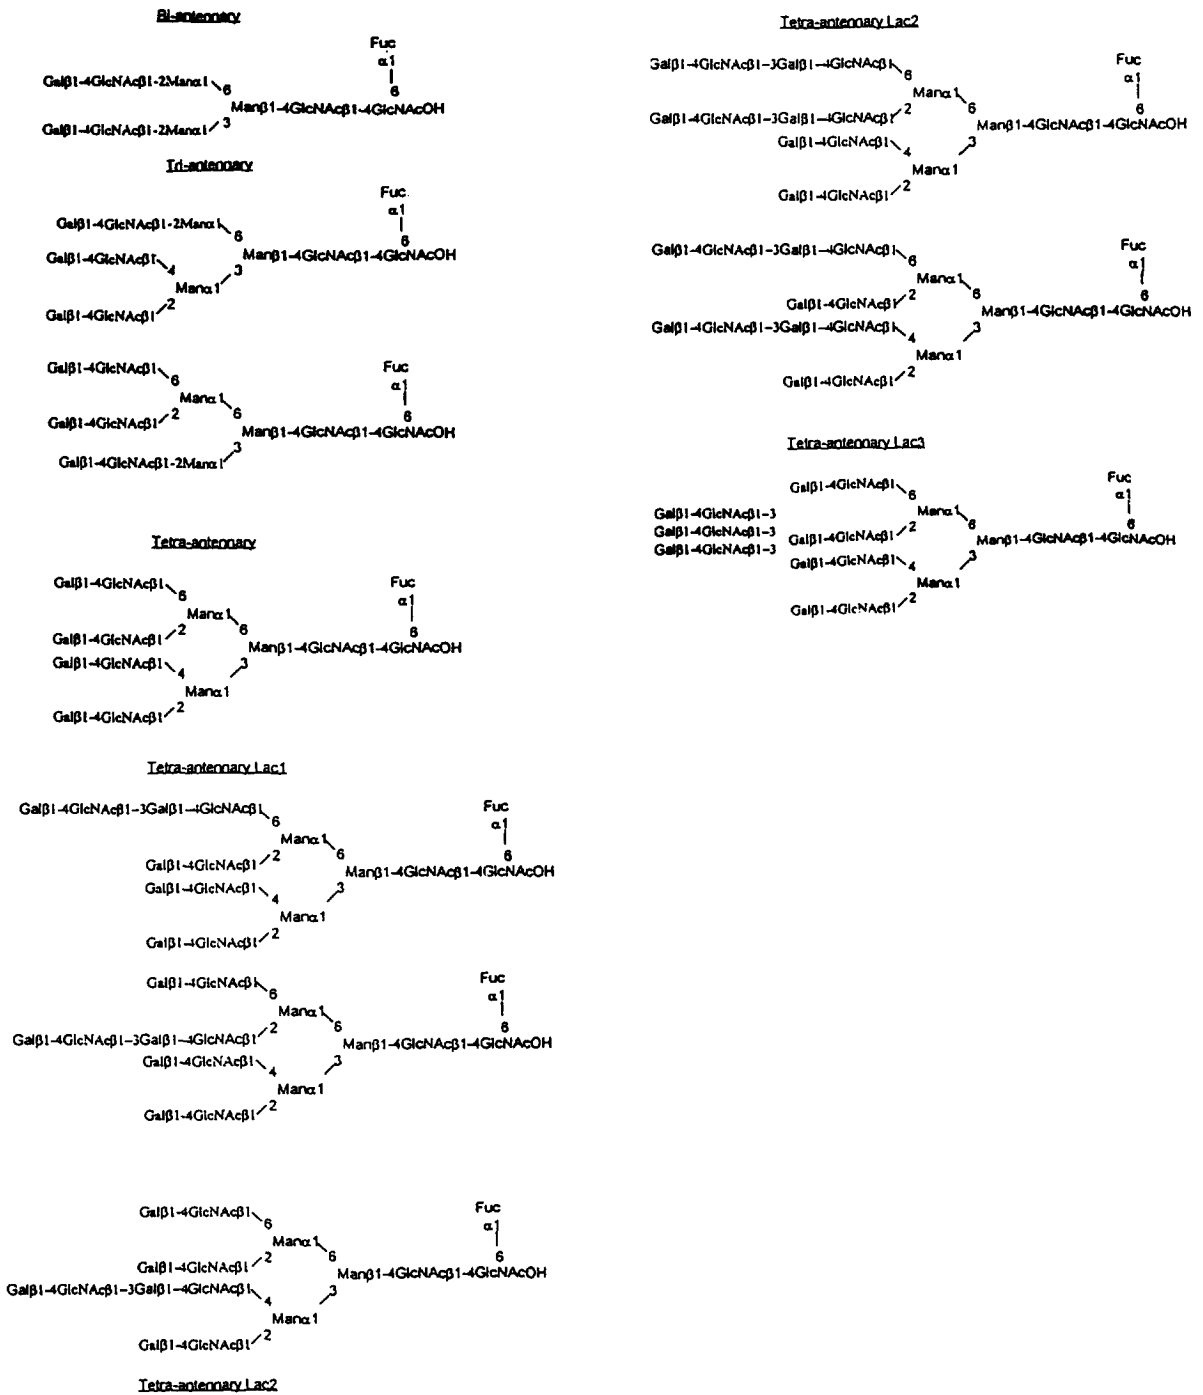 Bi-antennary
Fuc
α1
6
Galβ1-4GlcNAcβ1-2Manα1
6
Manβ1-4GlcNAcβ1-4GlcNAcOH
3
Galβ1-4GlcNAcβ1-2Manα1
Tri-antennary
Fuc
α1
6
Galβ1-4GlcNAcβ1-2Manα1
6
Manβ1-4GlcNAcβ1-4GlcNAcOH
Galβ1-4GlcNAcβ1
4
3
Manα1
2
Galβ1-4GlcNAcβ1
Fuc
α1
6
Galβ1-4GlcNAcβ1
6
Manα1
6
2
Galβ1-4GlcNAcβ1
Manβ1-4GlcNAcβ1-4GlcNAcOH
3
Galβ1-4GlcNAcβ1-2Manα1
Tetra-antennary
Fuc
α1
6
Galβ1-4GlcNAcβ1
6
Manα1
6
2
Galβ1-4GlcNAcβ1
Manβ1-4GlcNAcβ1-4GlcNAcOH
Galβ1-4GlcNAcβ1
4
3
Manα1
2
Galβ1-4GlcNAcβ1
Tetra-antennary Lac1
Galβ1-4GlcNAcβ1-3Galβ1-4GlcNAcβ1
6
Fuc
α1
6
Manα1
6
2
Galβ1-4GlcNAcβ1
Manβ1-4GlcNAcβ1-4GlcNAcOH
Galβ1-4GlcNAcβ1
4
3
Manα1
2
Galβ1-4GlcNAcβ1
Fuc
α1
6
Galβ1-4GlcNAcβ1
6
Manα1
6
2
Galβ1-4GlcNAcβ1-3Galβ1-4GlcNAcβ1
Manβ1-4GlcNAcβ1-4GlcNAcOH
Galβ1-4GlcNAcβ1
4
3
Manα1
2
Galβ1-4GlcNAcβ1
Fuc
α1
6
Galβ1-4GlcNAcβ1
6
Manα1
6
2
Galβ1-4GlcNAcβ1
Manβ1-4GlcNAcβ1-4GlcNAcOH
Galβ1-4GlcNAcβ1-3Galβ1-4GlcNAcβ1
4
3
Manα1
2
Galβ1-4GlcNAcβ1
Tetra-antennary Lac2
Tetra-antennary Lac2
Fuc
α1
6
Galβ1-4GlcNAcβ1-3Galβ1-4GlcNAcβ1
6
Manα1
6
2
Galβ1-4GlcNAcβ1-3Galβ1-4GlcNAcβ1
Manβ1-4GlcNAcβ1-4GlcNAcOH
Galβ1-4GlcNAcβ1
4
3
Manα1
2
Galβ1-4GlcNAcβ1
Fuc
α1
6
Galβ1-4GlcNAcβ1-3Galβ1-4GlcNAcβ1
6
Manα1
6
2
Galβ1-4GlcNAcβ1
Manβ1-4GlcNAcβ1-4GlcNAcOH
Galβ1-4GlcNAcβ1-3Galβ1-4GlcNAcβ1
4
3
Manα1
2
Galβ1-4GlcNAcβ1
Tetra-antennary Lac3
Fuc
α1
6
Galβ1-4GlcNAcβ1
6
Manα1
6
Galβ1-4GlcNAcβ1-3
Galβ1-4GlcNAcβ1-3
Galβ1-4GlcNAcβ1-3
2
Galβ1-4GlcNAcβ1
Manβ1-4GlcNAcβ1-4GlcNAcOH
Galβ1-4GlcNAcβ1
4
3
Manα1
2
Galβ1-4GlcNAcβ1